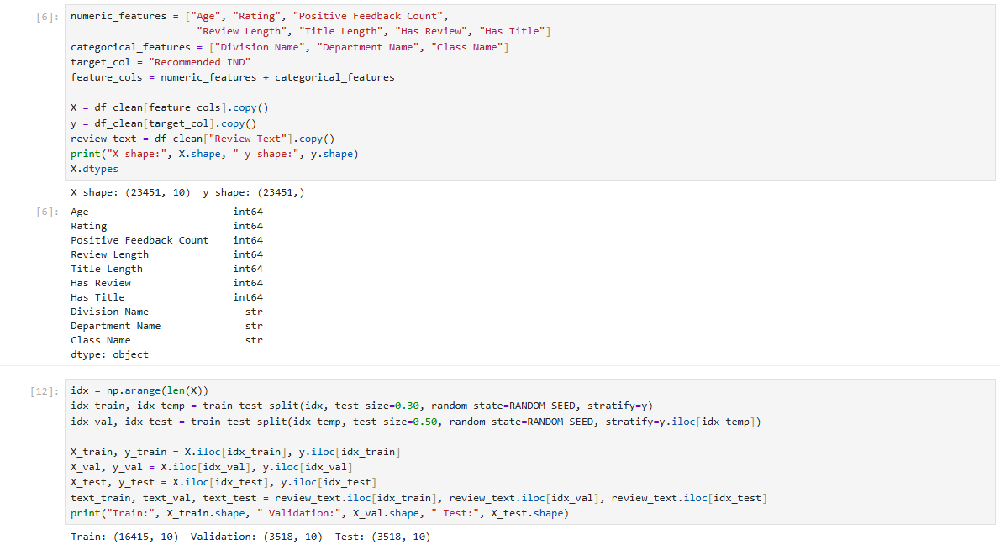 [6]: numeric_features = ["Age", "Rating", "Positive Feedback Count",
"Review Length", "Title Length", "Has Review", "Has Title"]
categorical_features = ["Division Name", "Department Name", "Class Name"]
target_col = "Recommended IND"
feature_cols = numeric_features + categorical_features
X = df_clean[feature_cols].copy()
y = df_clean[target_col].copy()
review_text = df_clean["Review Text"].copy()
print("X shape:", X.shape, " y shape:", y.shape)
X.dtypes
X shape: (23451, 10)  y shape: (23451,)
[6]: Age int64
Rating int64
Positive Feedback Count int64
Review Length int64
Title Length int64
Has Review int64
Has Title int64
Division Name str
Department Name str
Class Name str
dtype: object
[12]: idx = np.arange(len(X))
idx_train, idx_temp = train_test_split(idx, test_size=0.30, random_state=RANDOM_SEED, stratify=y)
idx_val, idx_test = train_test_split(idx_temp, test_size=0.50, random_state=RANDOM_SEED, stratify=y.iloc[idx_temp])
X_train, y_train = X.iloc[idx_train], y.iloc[idx_train]
X_val, y_val = X.iloc[idx_val], y.iloc[idx_val]
X_test, y_test = X.iloc[idx_test], y.iloc[idx_test]
text_train, text_val, text_test = review_text.iloc[idx_train], review_text.iloc[idx_val], review_text.iloc[idx_test]
print("Train:", X_train.shape, " Validation:", X_val.shape, " Test:", X_test.shape)
Train: (16415, 10)  Validation: (3518, 10)  Test: (3518, 10)